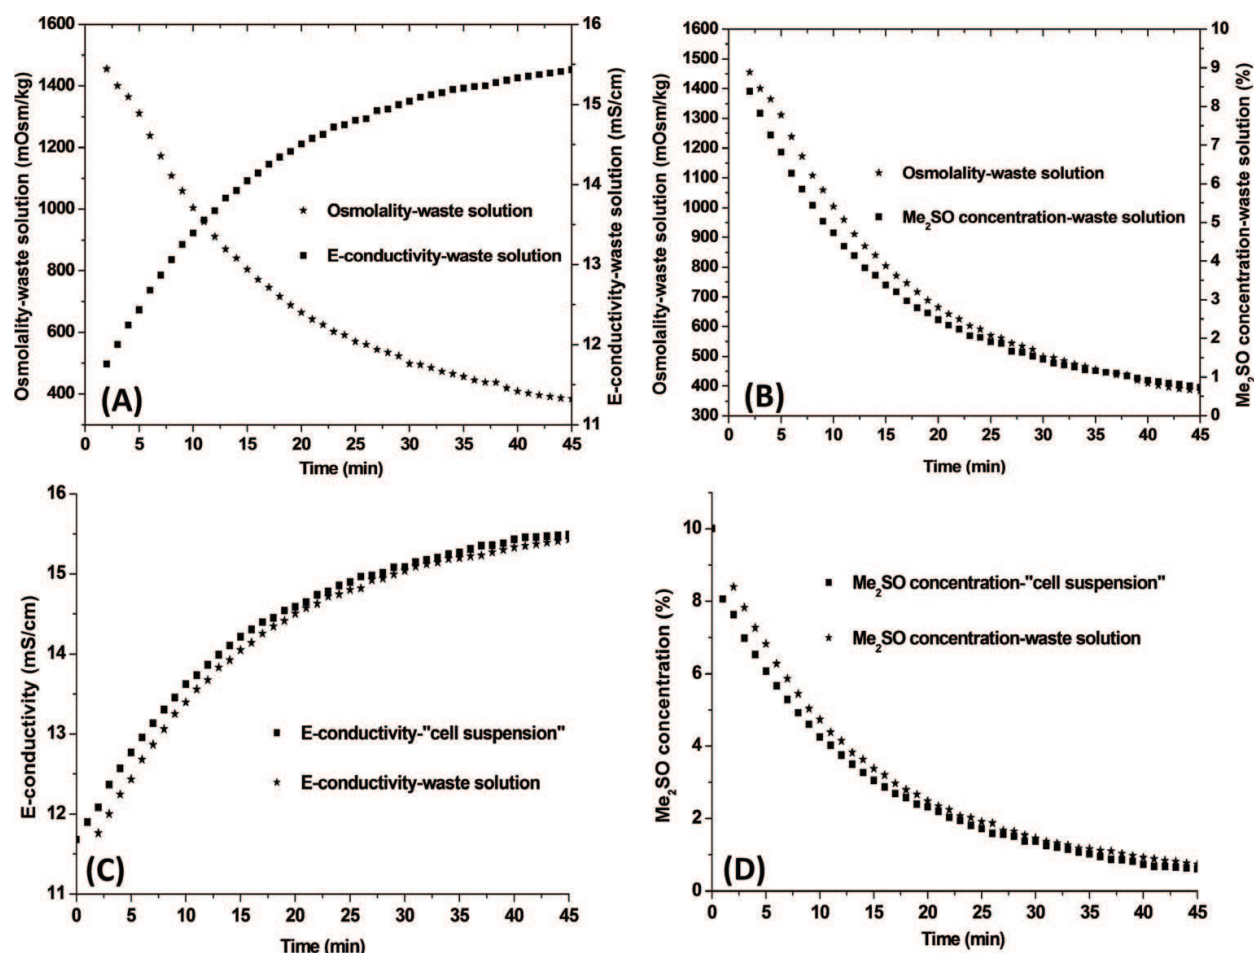 1600
1400
1200
1000
800
600
400
Osmolality-waste solution (mOsm/kg)
16
15
14
13
12
11
E-conductivity-waste solution (mS/cm)
★ Osmolality-waste solution
■ E-conductivity-waste solution
(A)
0 5 10 15 20 25 30 35 40 45
Time (min)
1600
1500
1400
1300
1200
1100
1000
900
800
700
600
500
400
300
Osmolality-waste solution (mOsm/kg)
10
9
8
7
6
5
4
3
2
1
0
Me₂SO concentration-waste solution (%)
★ Osmolality-waste solution
■ Me₂SO concentration-waste solution
(B)
0 5 10 15 20 25 30 35 40 45
Time (min)
16
15
14
13
12
11
E-conductivity (mS/cm)
■ E-conductivity-"cell suspension"
★ E-conductivity-waste solution
(C)
0 5 10 15 20 25 30 35 40 45
Time (min)
10
8
6
4
2
0
Me₂SO concentration (%)
■ Me₂SO concentration-"cell suspension"
★ Me₂SO concentration-waste solution
(D)
0 5 10 15 20 25 30 35 40 45
Time (min)